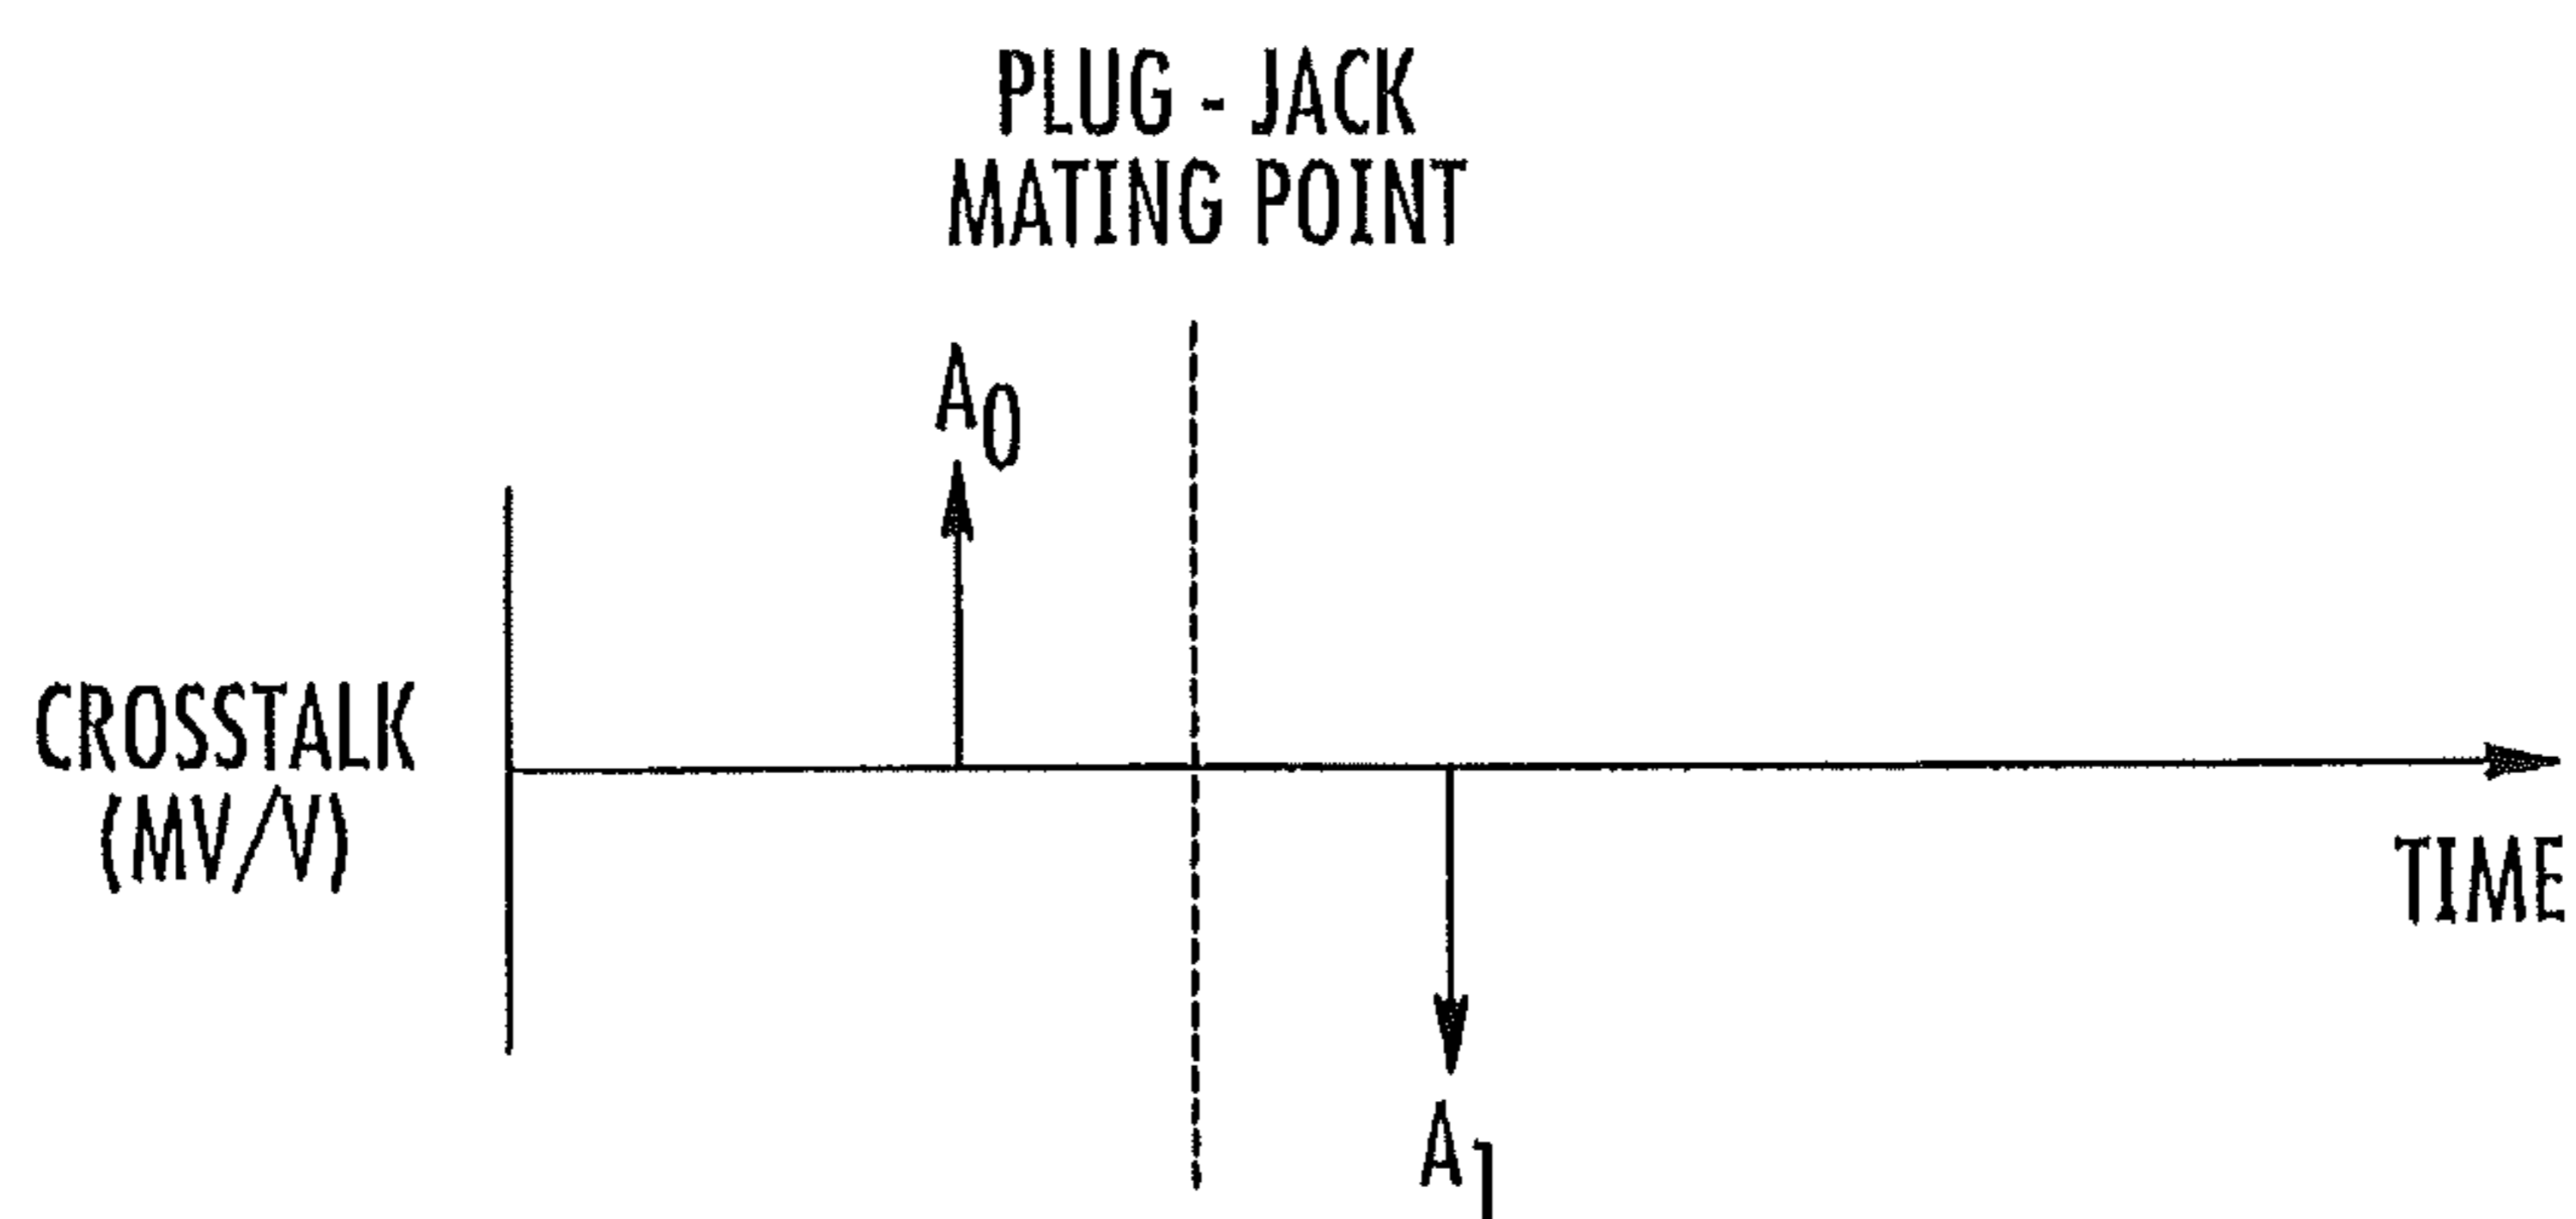 PLUG - JACK
MATING POINT
A0
CROSSTALK
(MV/V)
TIME
A1